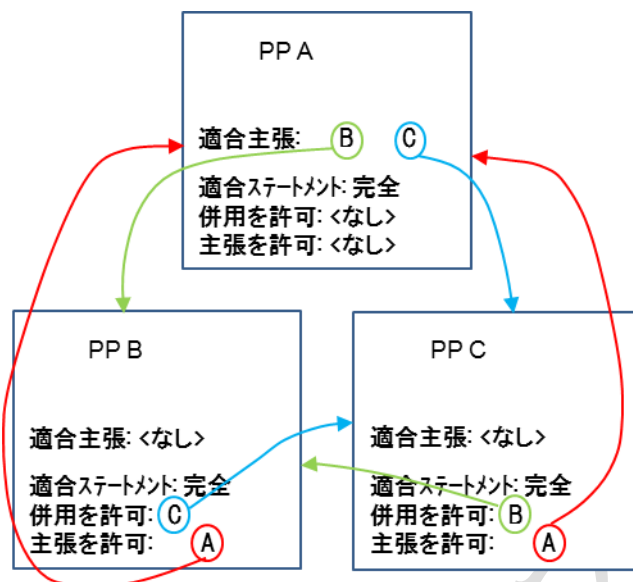 PP A
適合主張: B C
適合ステートメント: 完全
併用を許可: <なし>
主張を許可: <なし>
PP B
適合主張: <なし>
適合ステートメント: 完全
併用を許可: C
主張を許可: A
PP C
適合主張: <なし>
適合ステートメント: 完全
併用を許可: B
主張を許可: A